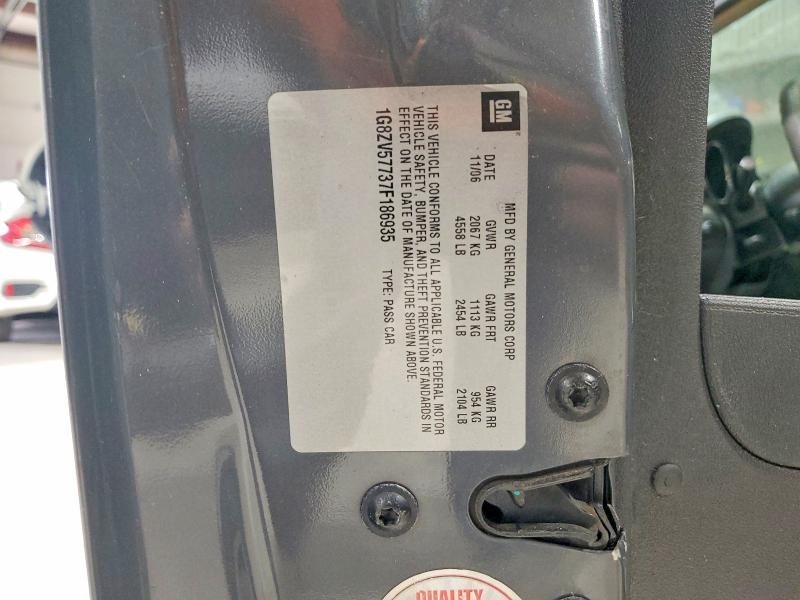 GM
MFD BY GENERAL MOTORS CORP
DATE GVWR GAWR FRT GAWR RR
11/06 2067 KG 1113 KG 954 KG
4558 LB 2454 LB 2104 LB
THIS VEHICLE CONFORMS TO ALL APPLICABLE U.S. FEDERAL MOTOR
VEHICLE SAFETY, BUMPER, AND THEFT PREVENTION STANDARDS IN
EFFECT ON THE DATE OF MANUFACTURE SHOWN ABOVE.
1G8ZV57737F186935 TYPE: PASS CAR
QUALITY